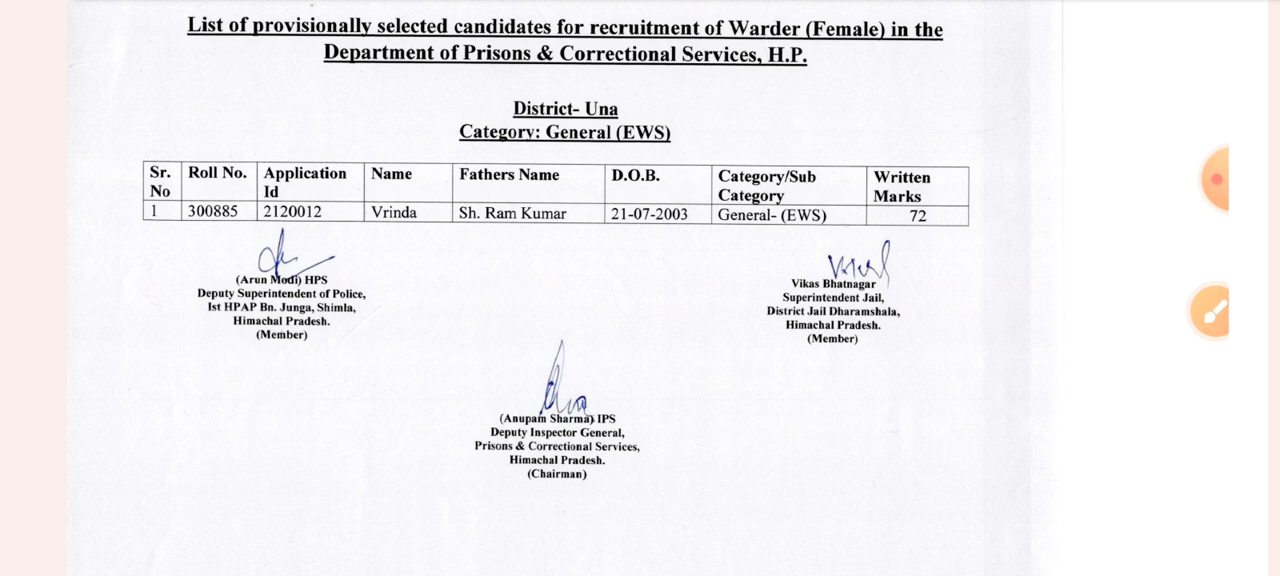 List of provisionally selected candidates for recruitment of Warder (Female) in the
Department of Prisons & Correctional Services, H.P.
District- Una
Category: General (EWS)
Sr. No | Roll No. | Application Id | Name | Fathers Name | D.O.B. | Category/Sub Category | Written Marks
1 | 300885 | 2120012 | Vrinda | Sh. Ram Kumar | 21-07-2003 | General- (EWS) | 72
(Arun Modi) HPS
Deputy Superintendent of Police,
Ist HPAP Bn. Junga, Shimla,
Himachal Pradesh.
(Member)
Vikas Bhatnagar
Superintendent Jail,
District Jail Dharamshala,
Himachal Pradesh.
(Member)
(Anupam Sharma) IPS
Deputy Inspector General,
Prisons & Correctional Services,
Himachal Pradesh.
(Chairman)